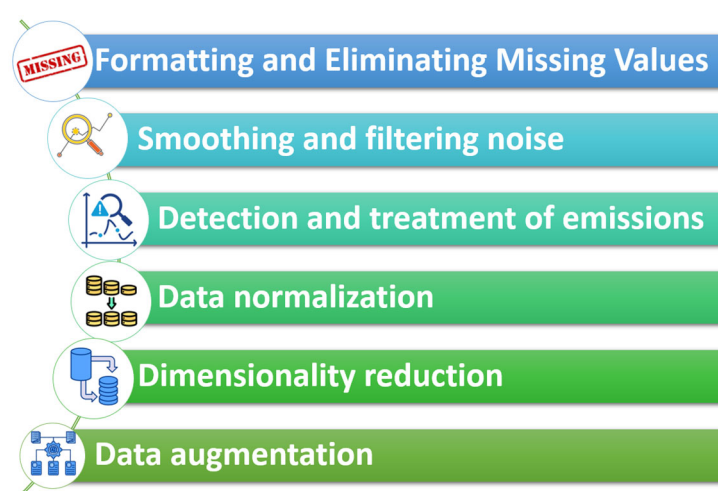 MISSING
Formatting and Eliminating Missing Values
Smoothing and filtering noise
Detection and treatment of emissions
Data normalization
Dimensionality reduction
Data augmentation